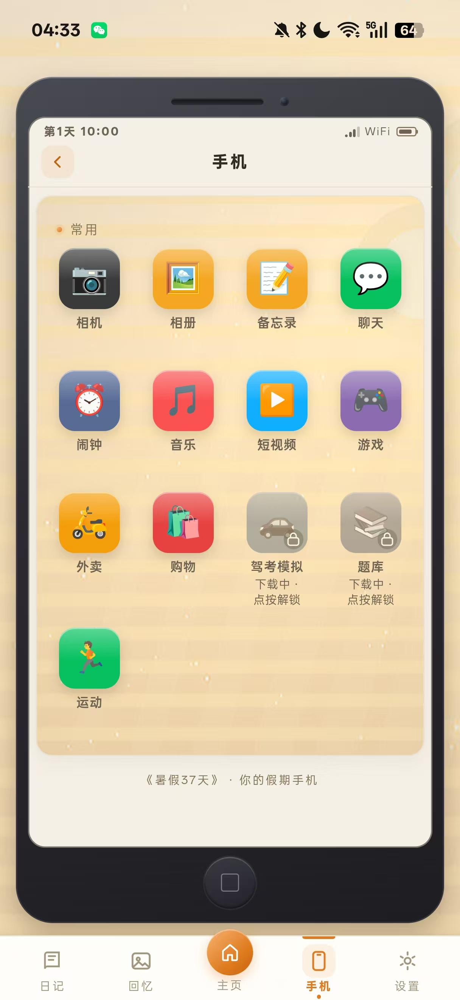 04:33
5G
64
第1天 10:00
WiFi
手机
常用
相机
相册
备忘录
聊天
闹钟
音乐
短视频
游戏
外卖
购物
驾考模拟
下载中 ·
点按解锁
题库
下载中 ·
点按解锁
运动
《暑假37天》 · 你的假期手机
日记
回忆
主页
手机
设置